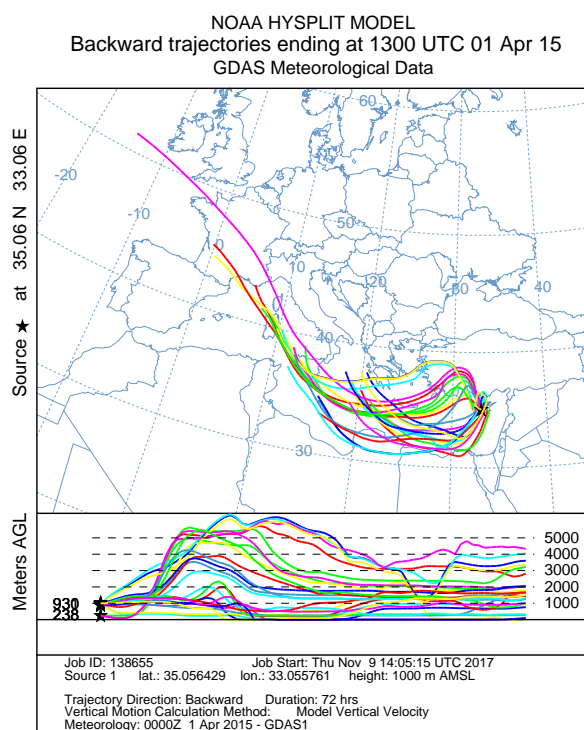 NOAA HYSPLIT MODEL
Backward trajectories ending at 1300 UTC 01 Apr 15
GDAS Meteorological Data
Source ★ at 35.06 N 33.06 E
60
-20
-10
50
0
10
-20
-30
40
40
30
Meters AGL
5000
4000
3000
2000
1000
930
238
Job ID: 138655 Job Start: Thu Nov 9 14:05:15 UTC 2017
Source 1 lat.: 35.056429 lon.: 33.055761 height: 1000 m AMSL
Trajectory Direction: Backward Duration: 72 hrs
Vertical Motion Calculation Method: Model Vertical Velocity
Meteorology: 0000Z 1 Apr 2015 - GDAS1